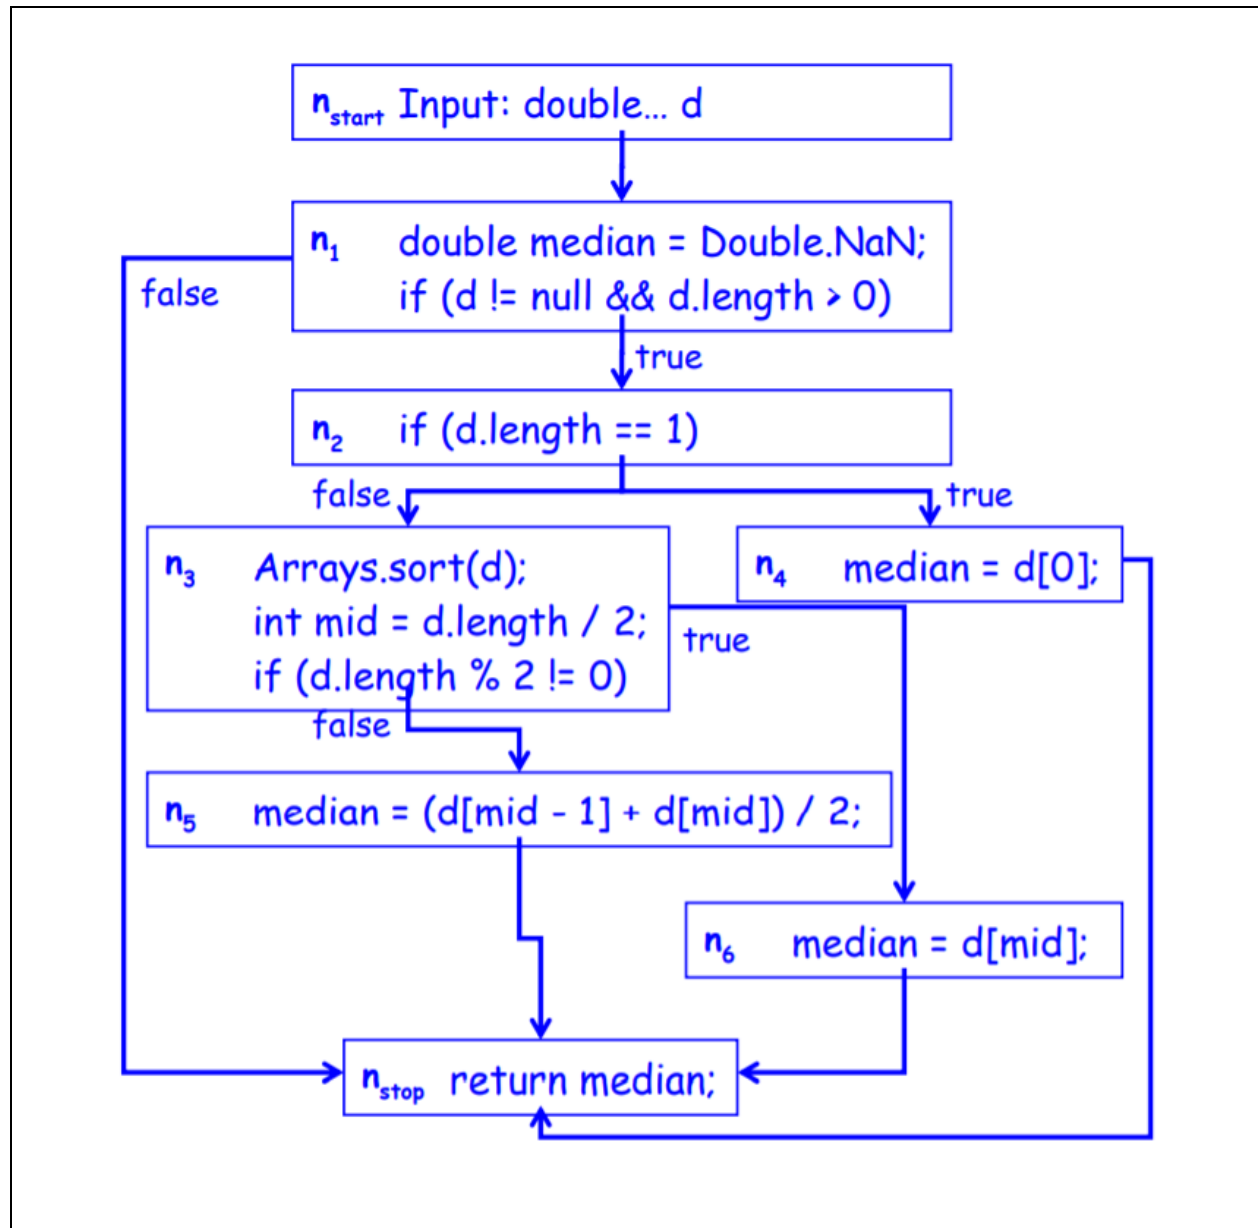 nstart Input: double... d
n1 double median = Double.NaN;
if (d != null && d.length > 0)
false
true
n2 if (d.length == 1)
false
true
n3 Arrays.sort(d);
int mid = d.length / 2;
if (d.length % 2 != 0)
n4 median = d[0];
true
false
n5 median = (d[mid - 1] + d[mid]) / 2;
n6 median = d[mid];
nstop return median;